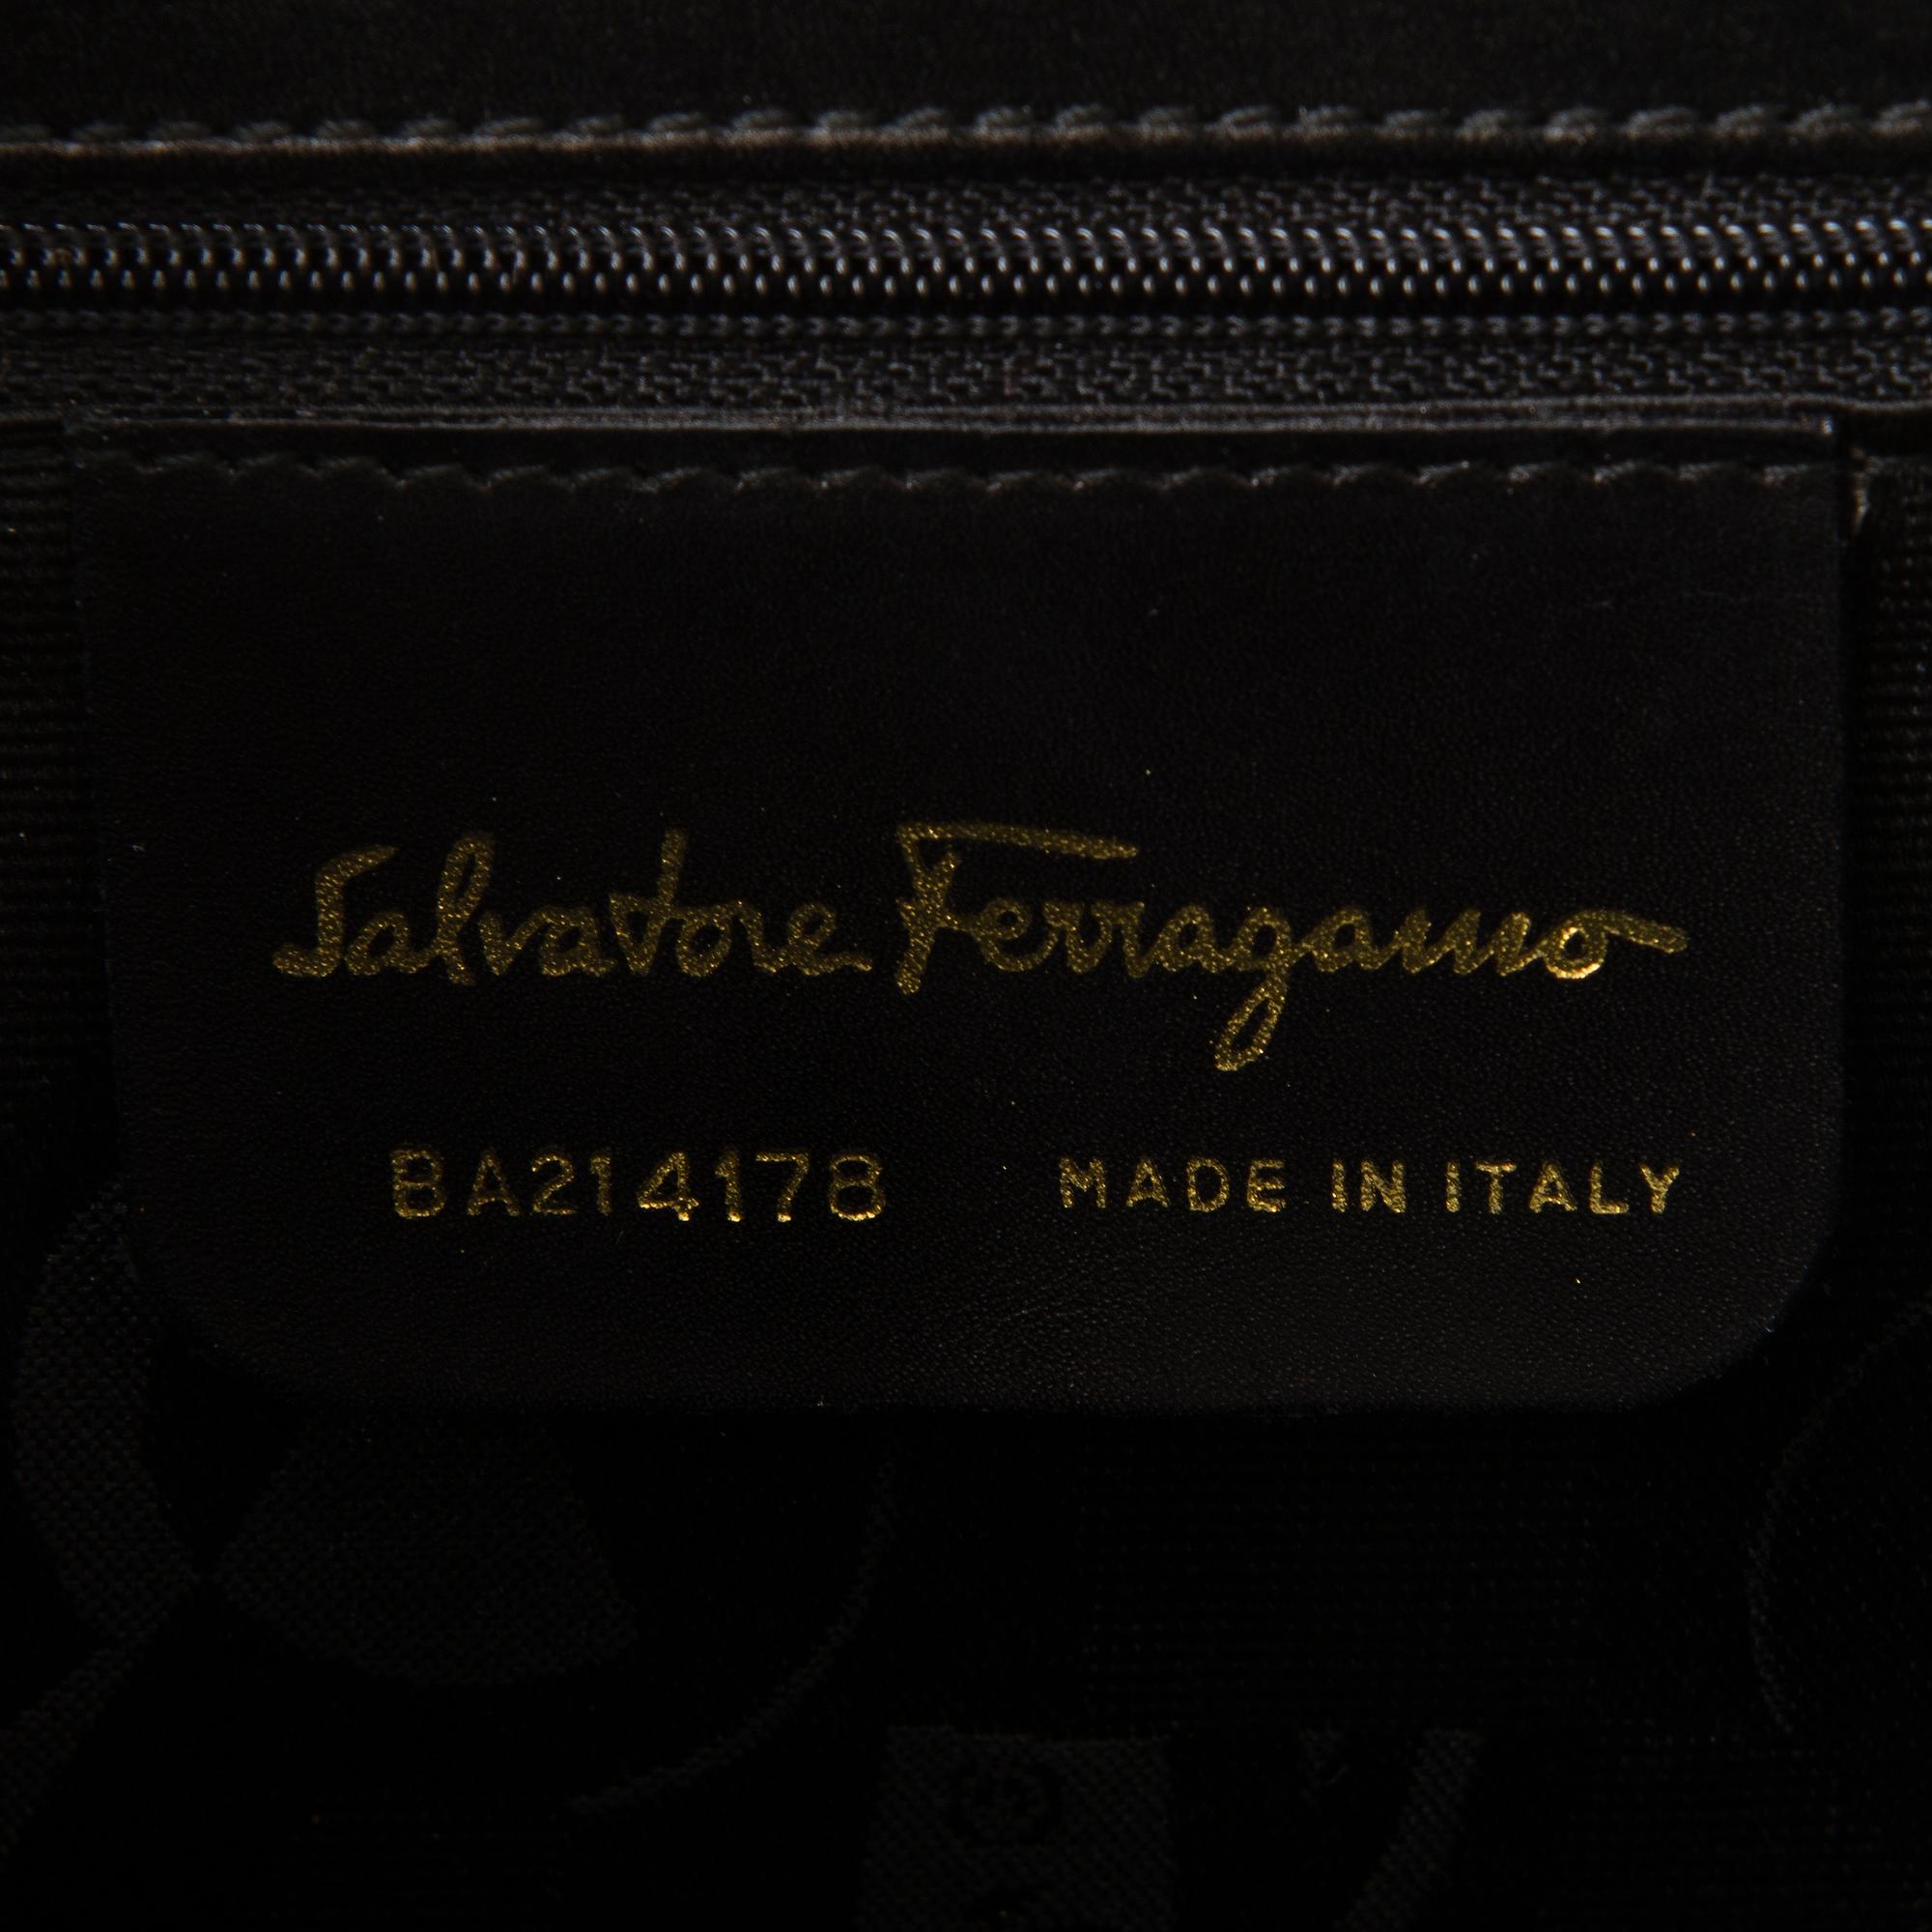 Salvatore Ferragamo
BA214178 MADE IN ITALY